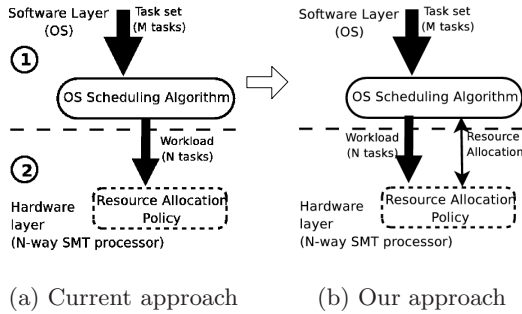 Software Layer
(OS)
Task set
(M tasks)
1
OS Scheduling Algorithm
Workload
(N tasks)
2
Resource Allocation
Policy
Hardware
layer
(N-way SMT processor)
(a) Current approach
Software Layer
(OS)
Task set
(M tasks)
OS Scheduling Algorithm
Workload
(N tasks)
Resource
Allocation
Resource Allocation
Policy
Hardware
layer
(N-way SMT processor)
(b) Our approach